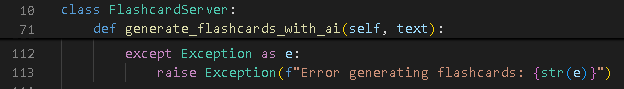 10 class FlashcardServer:
71 def generate_flashcards_with_ai(self, text):
112 except Exception as e:
113 raise Exception(f"Error generating flashcards: {str(e)}")